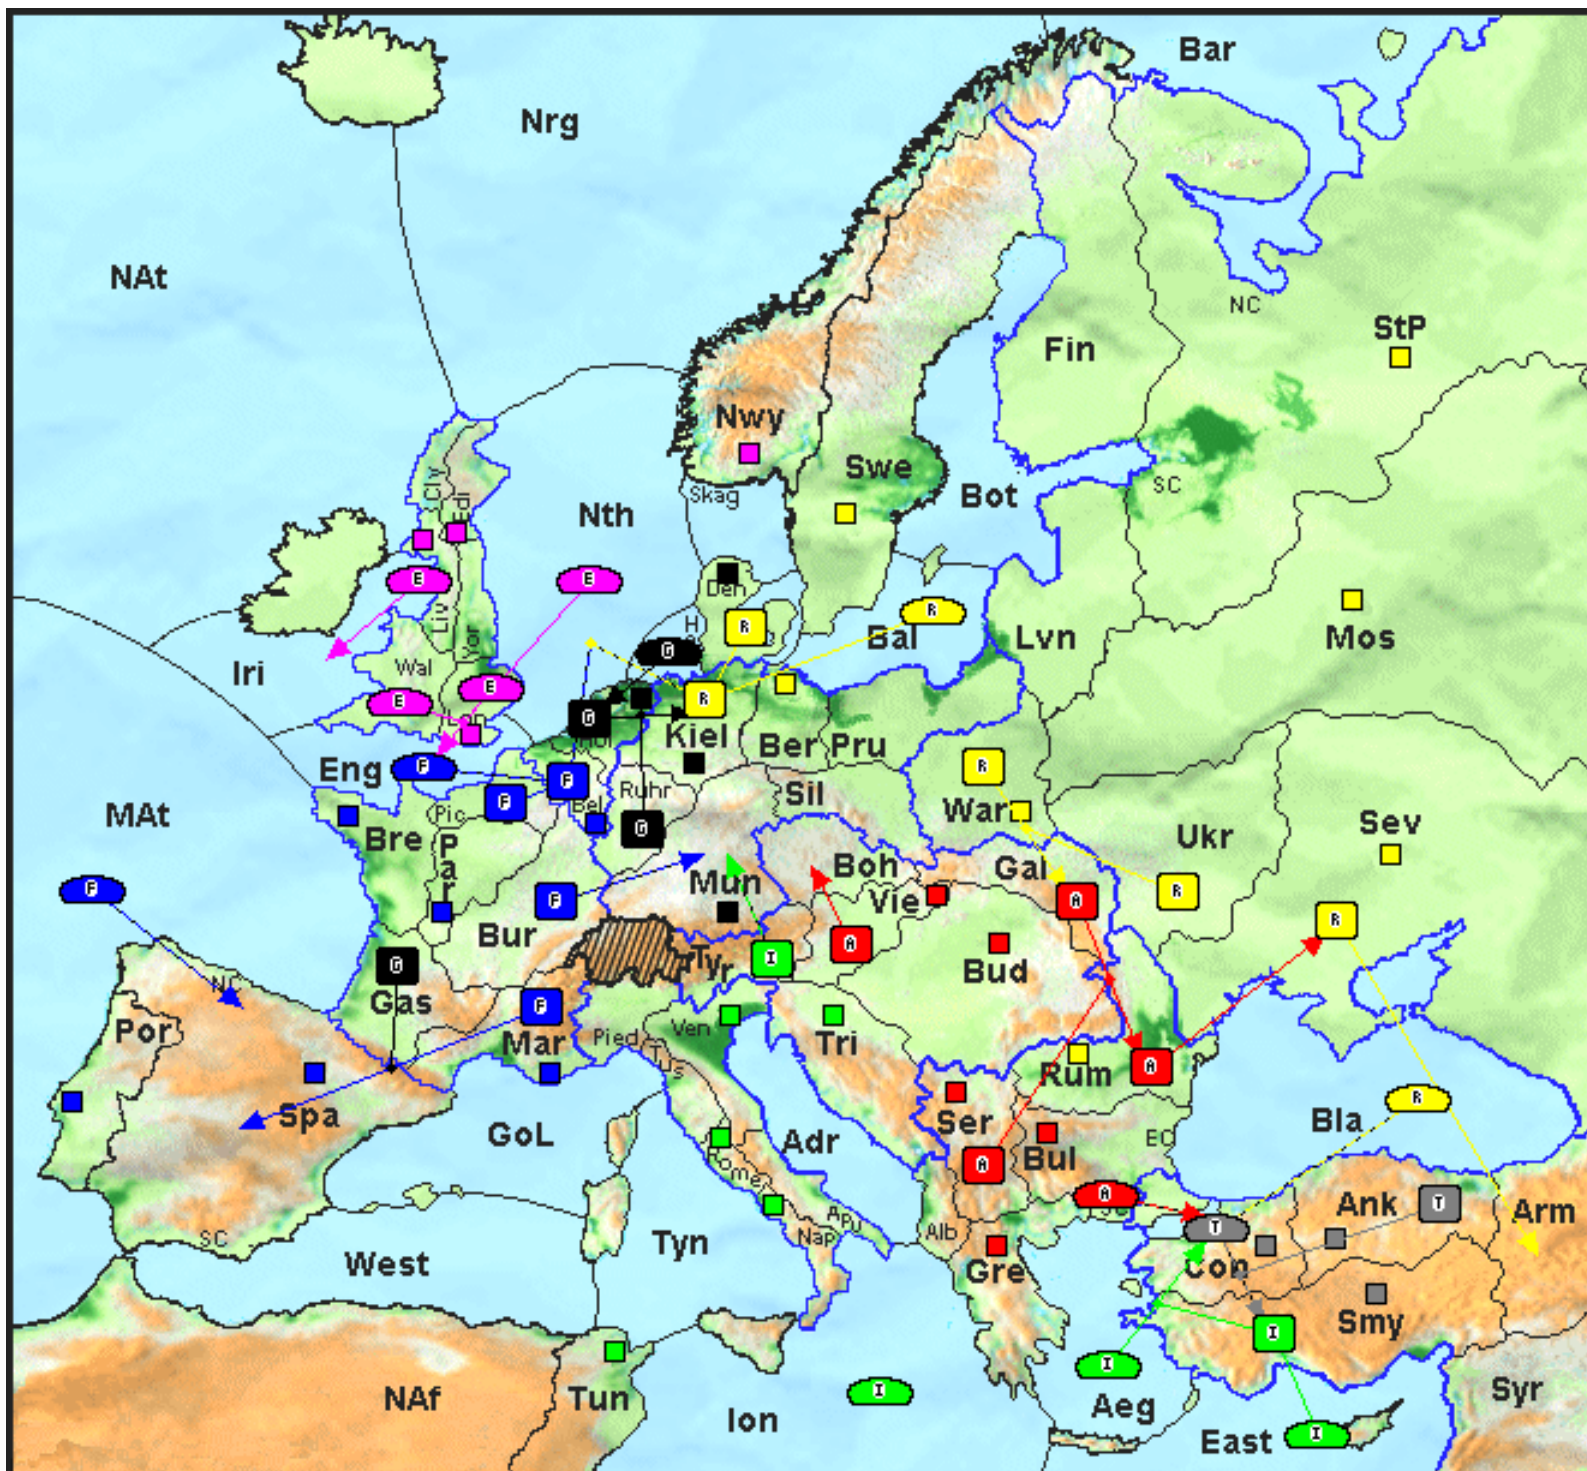 Bar
Nrg
NAt
NC
StP
Fin
Nwy
Swe
Skag
Cly
Edi
SC
Bot
Nth
Den
E
E
R
R
Liv
Yor
Bal
Lvn
Mos
H
G
Iri
Wal
E
E
R
G
Lon
Hol
Kiel
Ber
Pru
Eng
F
F
R
Ruhr
Sil
Bel
F
Pic
War
MAt
Bre
Par
G
Ukr
Sev
Boh
Gal
Mun
Vie
F
F
A
R
R
Bur
A
G
I
Tyr
Bud
Gas
NC
F
Por
Mar
Pied
Ven
Tri
Tus
Rum
A
R
Spa
GoL
Adr
Ser
Bla
Bul
EC
A
Rome
A
Ank
T
Arm
Apu
Nap
Alb
SC
Tyn
T
West
Gre
Con
Smy
I
I
NAf
Tun
I
Ion
Aeg
Syr
East
I